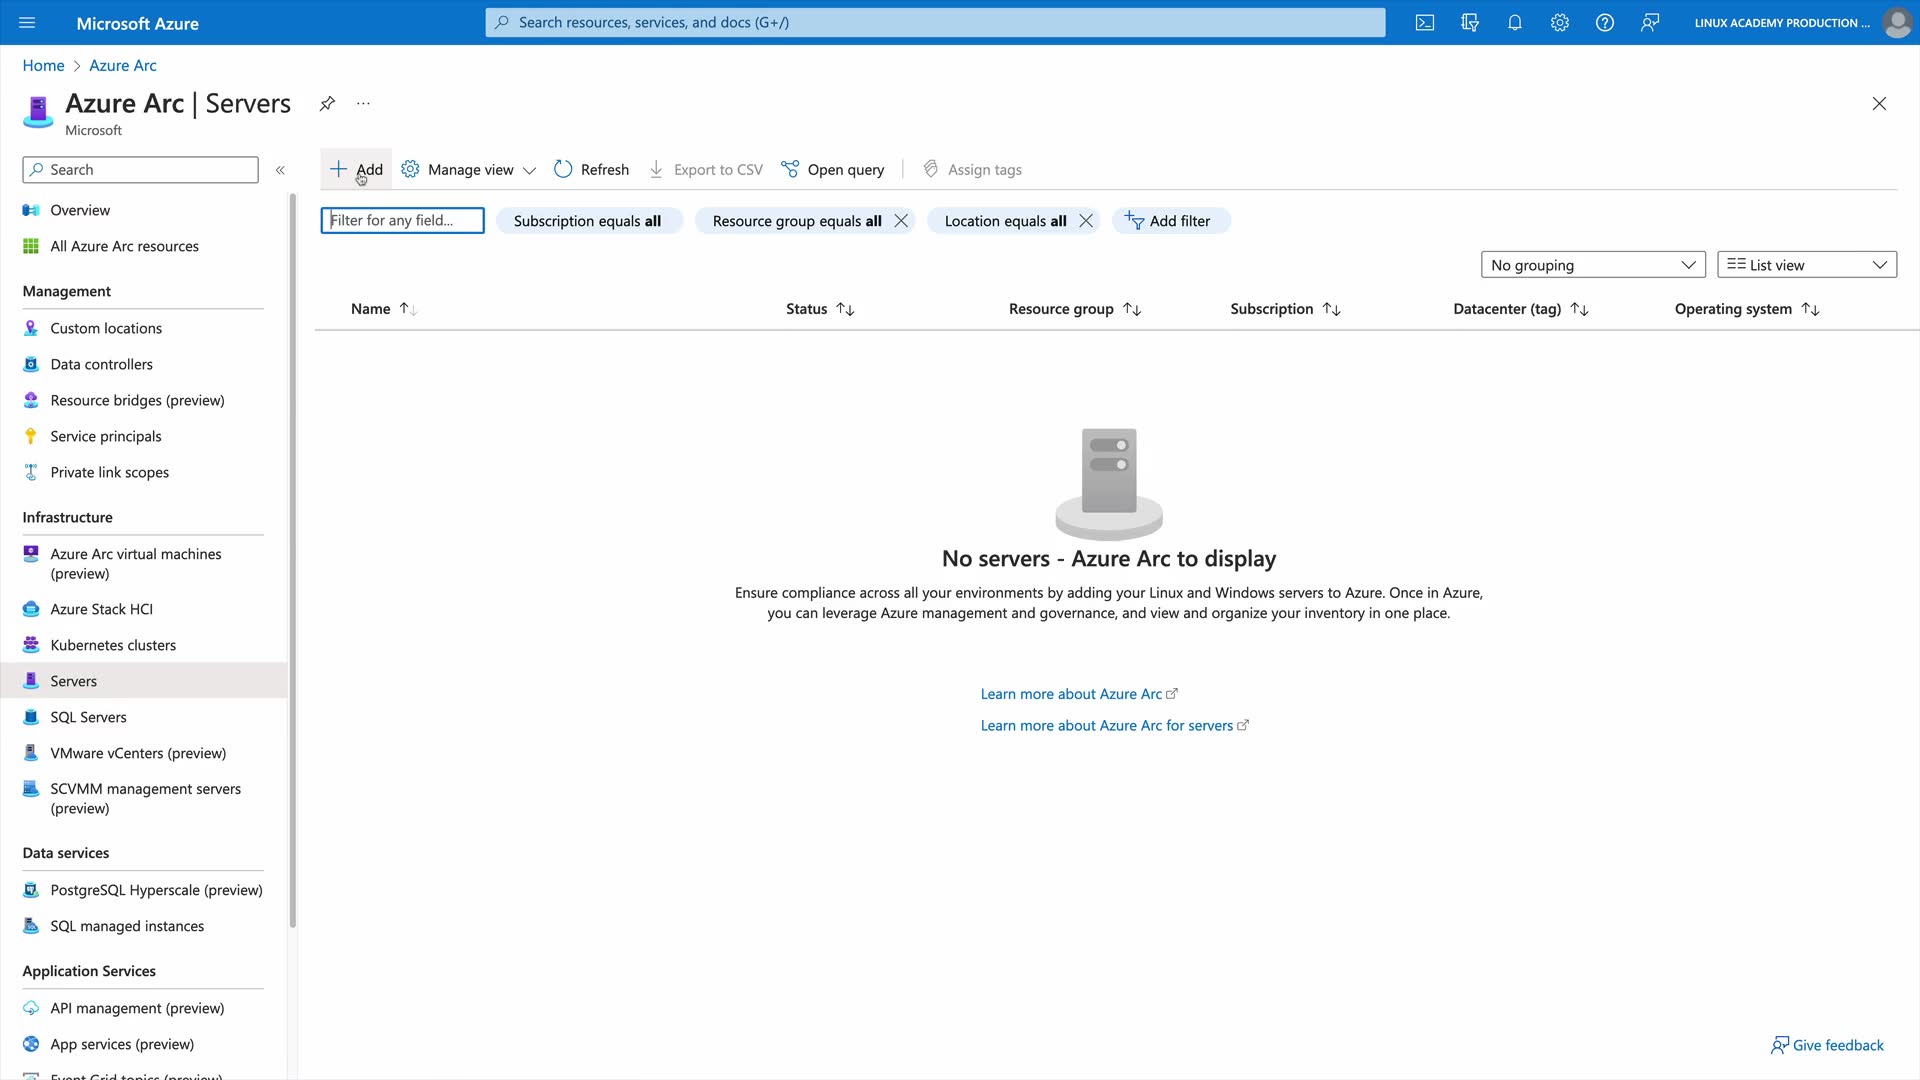 Microsoft Azure
Search resources, services, and docs (G+/)
LINUX ACADEMY PRODUCTION ...
Home > Azure Arc
Azure Arc | Servers
...
Microsoft
Search
«
Add
Manage view
Refresh
Export to CSV
Open query
Assign tags
Filter for any field...
Subscription equals all
Resource group equals all
Location equals all
Add filter
No grouping
List view
Name
Status
Resource group
Subscription
Datacenter (tag)
Operating system
Overview
All Azure Arc resources
Management
Custom locations
Data controllers
Resource bridges (preview)
Service principals
Private link scopes
Infrastructure
Azure Arc virtual machines
(preview)
Azure Stack HCI
Kubernetes clusters
Servers
SQL Servers
VMware vCenters (preview)
SCVMM management servers
(preview)
Data services
PostgreSQL Hyperscale (preview)
SQL managed instances
Application Services
API management (preview)
App services (preview)
Event Grid topics (preview)
No servers - Azure Arc to display
Ensure compliance across all your environments by adding your Linux and Windows servers to Azure. Once in Azure,
you can leverage Azure management and governance, and view and organize your inventory in one place.
Learn more about Azure Arc
Learn more about Azure Arc for servers
Give feedback